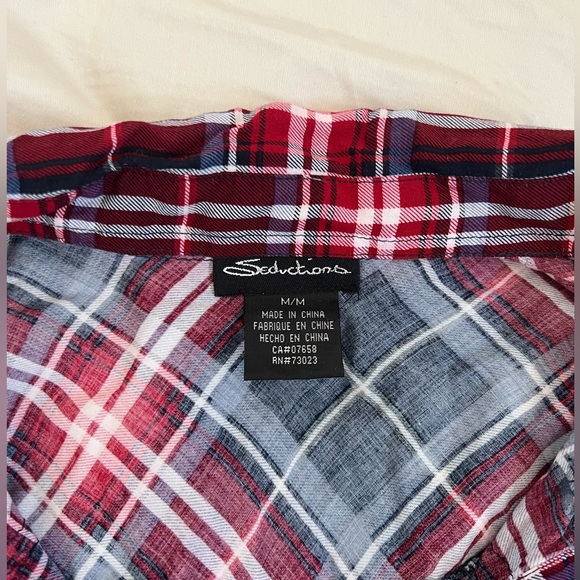 Seductions
M/M
MADE IN CHINA
FABRIQUE EN CHINE
HECHO EN CHINA
CA#07658
RN#73023